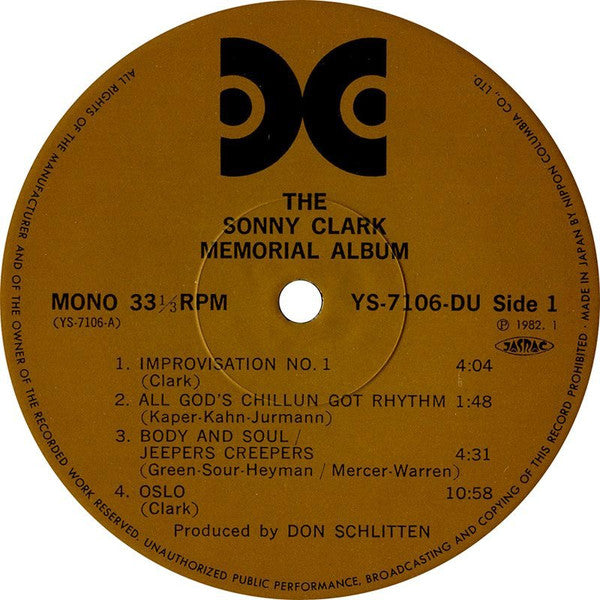 THE
SONNY CLARK
MEMORIAL ALBUM
MONO 33⅓RPM
(YS-7106-A)
YS-7106-DU Side 1
Ⓟ 1982. 1
JASRAC
1. IMPROVISATION NO. 1 4:04
(Clark)
2. ALL GOD'S CHILLUN GOT RHYTHM 1:48
(Kaper-Kahn-Jurmann)
3. BODY AND SOUL /
JEEPERS CREEPERS 4:31
(Green-Sour-Heyman / Mercer-Warren)
4. OSLO 10:58
(Clark)
Produced by DON SCHLITTEN
ALL RIGHTS OF THE MANUFACTURER AND OF THE OWNER OF THE RECORDED WORK RESERVED. UNAUTHORIZED PUBLIC PERFORMANCE, BROADCASTING AND COPYING OF THIS RECORD PROHIBITED • MADE IN JAPAN BY NIPPON COLUMBIA CO., LTD.